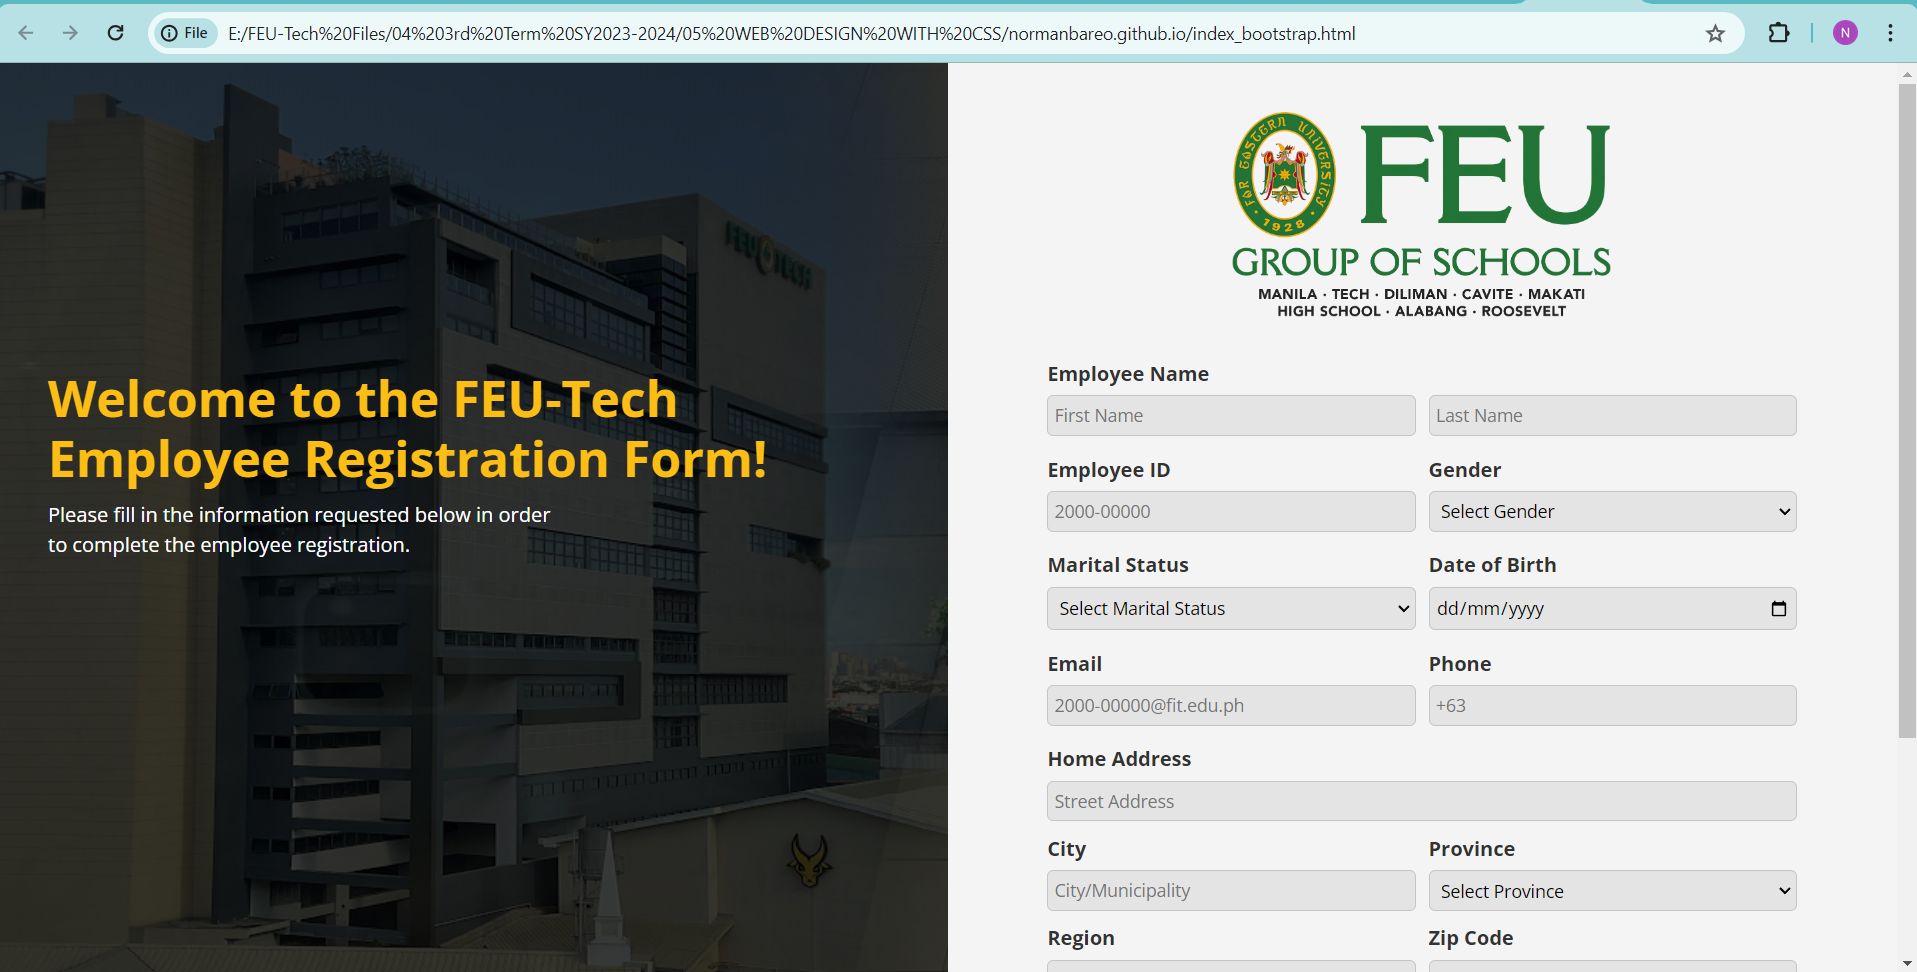 File
E:/FEU-Tech%20Files/04%203rd%20Term%20SY2023-2024/05%20WEB%20DESIGN%20WITH%20CSS/normanbareo.github.io/index_bootstrap.html
N
FEU TECH
Welcome to the FEU-Tech
Employee Registration Form!
Please fill in the information requested below in order
to complete the employee registration.
FAR EASTERN UNIVERSITY
1928
FEU
GROUP OF SCHOOLS
MANILA · TECH · DILIMAN · CAVITE · MAKATI
HIGH SCHOOL · ALABANG · ROOSEVELT
Employee Name
First Name
Last Name
Employee ID
Gender
2000-00000
Select Gender
Marital Status
Date of Birth
Select Marital Status
dd/mm/yyyy
Email
Phone
2000-00000@fit.edu.ph
+63
Home Address
Street Address
City
Province
City/Municipality
Select Province
Region
Zip Code